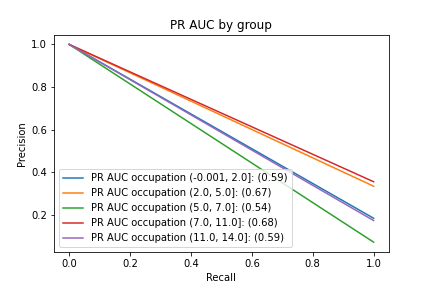 PR AUC by group
1.0
0.8
0.6
0.4
0.2
Precision
PR AUC occupation (-0.001, 2.0]: (0.59)
PR AUC occupation (2.0, 5.0]: (0.67)
PR AUC occupation (5.0, 7.0]: (0.54)
PR AUC occupation (7.0, 11.0]: (0.68)
PR AUC occupation (11.0, 14.0]: (0.59)
0.0 0.2 0.4 0.6 0.8 1.0
Recall